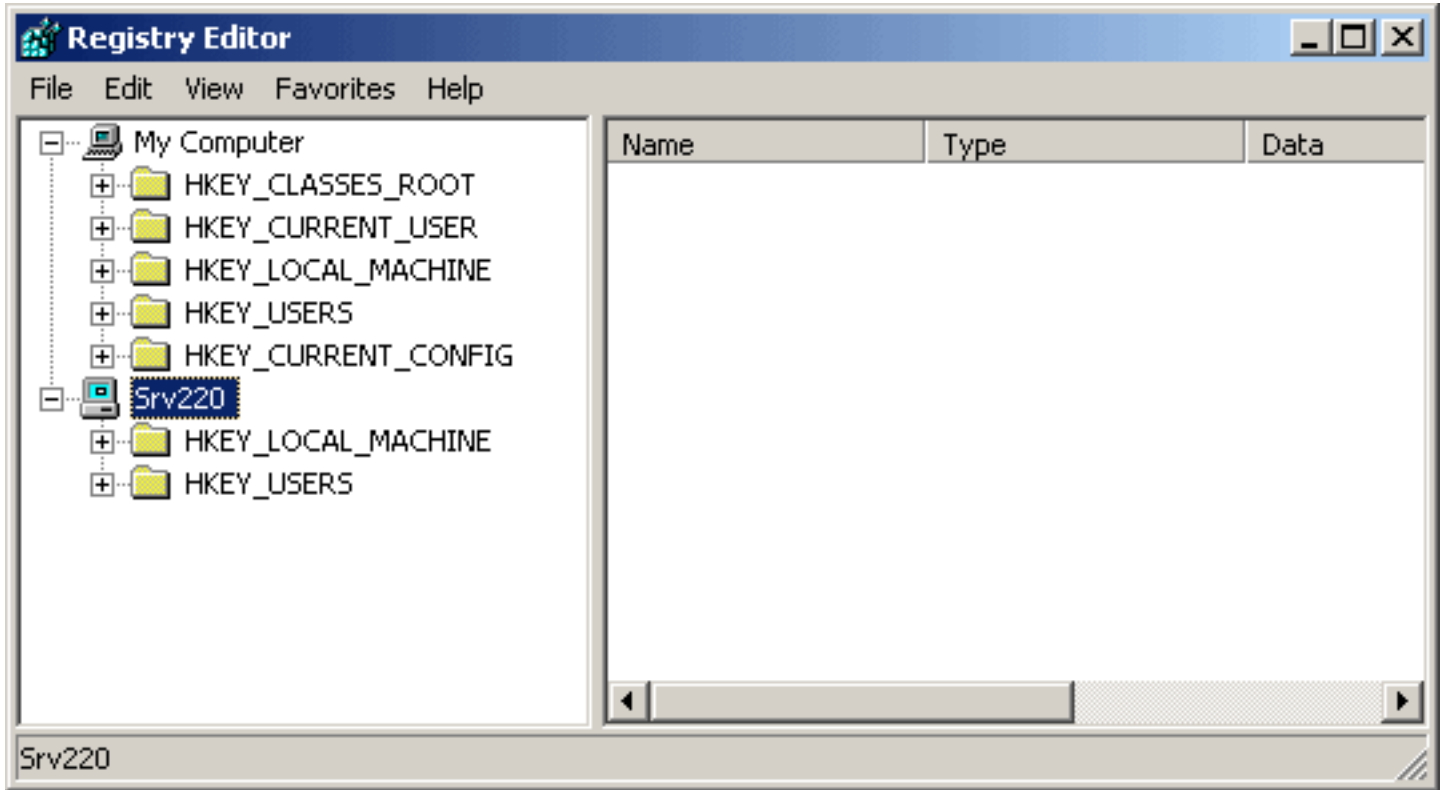 Registry Editor
File Edit View Favorites Help
My Computer
HKEY_CLASSES_ROOT
HKEY_CURRENT_USER
HKEY_LOCAL_MACHINE
HKEY_USERS
HKEY_CURRENT_CONFIG
Srv220
HKEY_LOCAL_MACHINE
HKEY_USERS
Name Type Data
Srv220